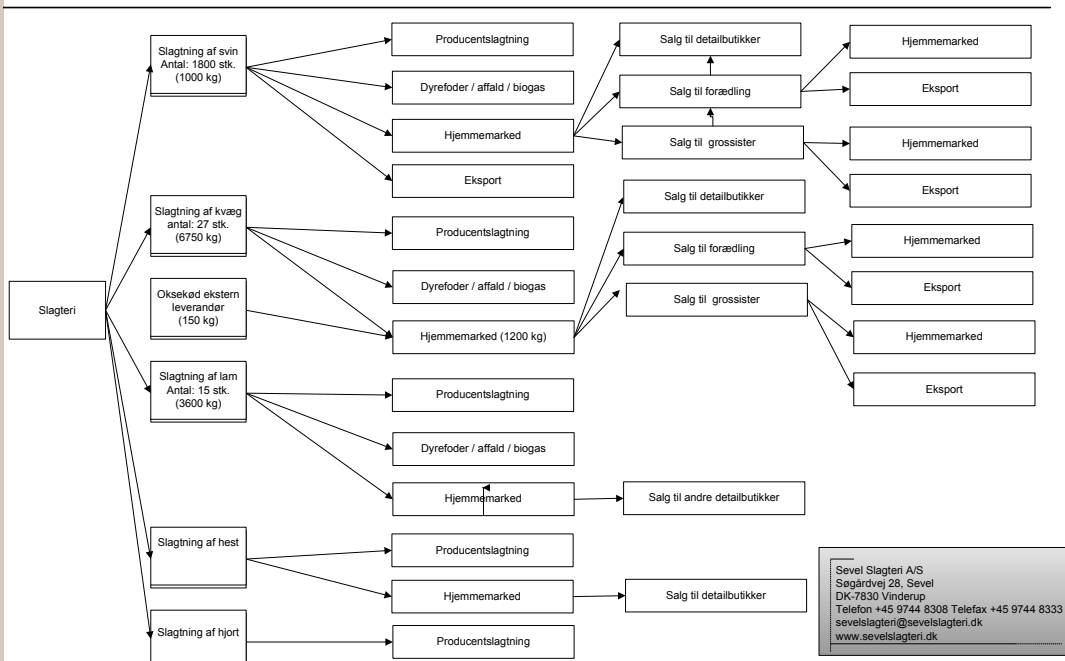 Slagteri
Slagtning af svin
Antal: 1800 stk.
(1000 kg)
Slagtning af kvæg
antal: 27 stk.
(6750 kg)
Oksekød ekstern
leverandør
(150 kg)
Slagtning af lam
Antal: 15 stk.
(3600 kg)
Slagtning af hest
Slagtning af hjort
Producentslagtning
Dyrefoder / affald / biogas
Hjemmemarked
Eksport
Producentslagtning
Dyrefoder / affald / biogas
Hjemmemarked (1200 kg)
Producentslagtning
Dyrefoder / affald / biogas
Hjemmemarked
Producentslagtning
Hjemmemarked
Producentslagtning
Salg til detailbutikker
Salg til forædling
Salg til grossister
Salg til detailbutikker
Salg til forædling
Salg til grossister
Salg til andre detailbutikker
Salg til detailbutikker
Hjemmemarked
Eksport
Hjemmemarked
Eksport
Hjemmemarked
Eksport
Hjemmemarked
Eksport
Sevel Slagteri A/S
Søgårdvej 28, Sevel
DK-7830 Vinderup
Telefon +45 9744 8308 Telefax +45 9744 8333
sevelslagteri@sevelslagteri.dk
www.sevelslagteri.dk